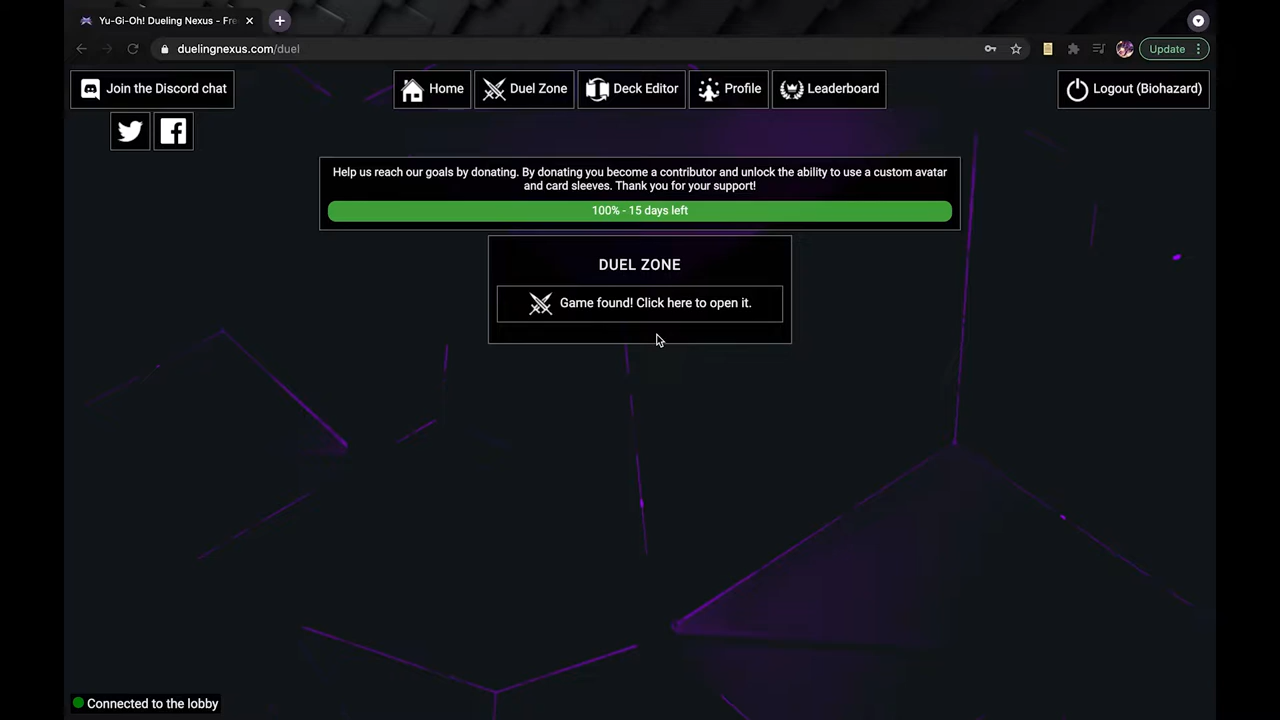 Yu-Gi-Oh! Dueling Nexus - Fre
duelingnexus.com/duel
Update
Join the Discord chat
Home
Duel Zone
Deck Editor
Profile
Leaderboard
Logout (Biohazard)
Help us reach our goals by donating. By donating you become a contributor and unlock the ability to use a custom avatar
and card sleeves. Thank you for your support!
100% - 15 days left
DUEL ZONE
Game found! Click here to open it.
Connected to the lobby